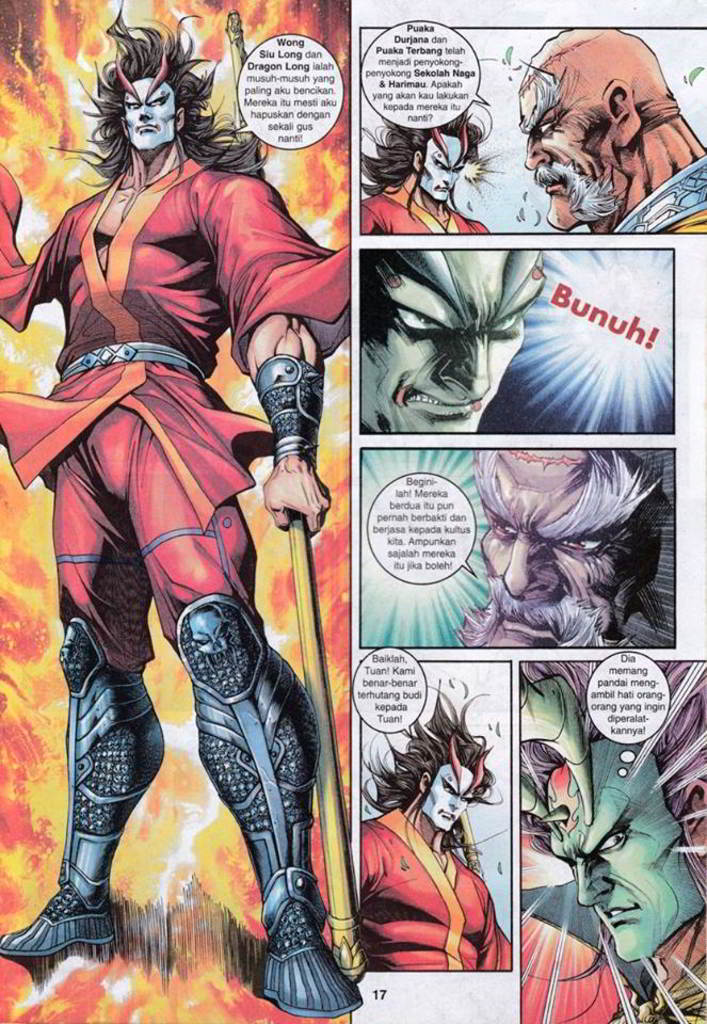 Wong
Siu Long dan
Dragon Long ialah
musuh-musuh yang
paling aku bencikan.
Mereka itu mesti aku
hapuskan dengan
sekali gus
nanti!
Puaka
Durjana dan
Puaka Terbang telah
menjadi penyokong-
penyokong Sekolah Naga
& Harimau. Apakah
yang akan kau lakukan
kepada mereka itu
nanti?
Bunuh!
Begini-
lah! Mereka
berdua itu pun
pernah berbakti dan
berjasa kepada kultus
kita. Ampunkan
sajalah mereka
itu jika boleh!
Baiklah,
Tuan! Kami
benar-benar
terhutang budi
kepada
Tuan!
Dia
memang
pandai meng-
ambil hati orang-
orang yang ingin
diperalat-
kannya!
17